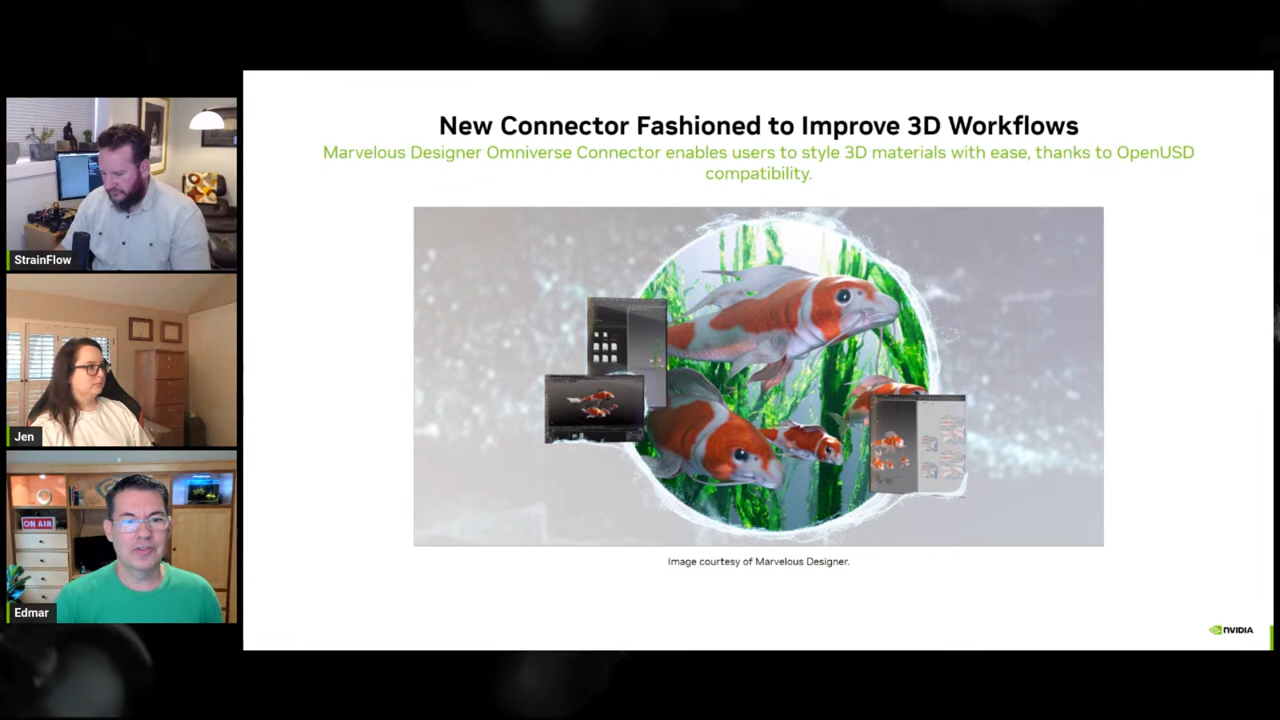 New Connector Fashioned to Improve 3D Workflows
Marvelous Designer Omniverse Connector enables users to style 3D materials with ease, thanks to OpenUSD
compatibility.
StrainFlow
Jen
ON AIR
Edmar
Image courtesy of Marvelous Designer.
NVIDIA